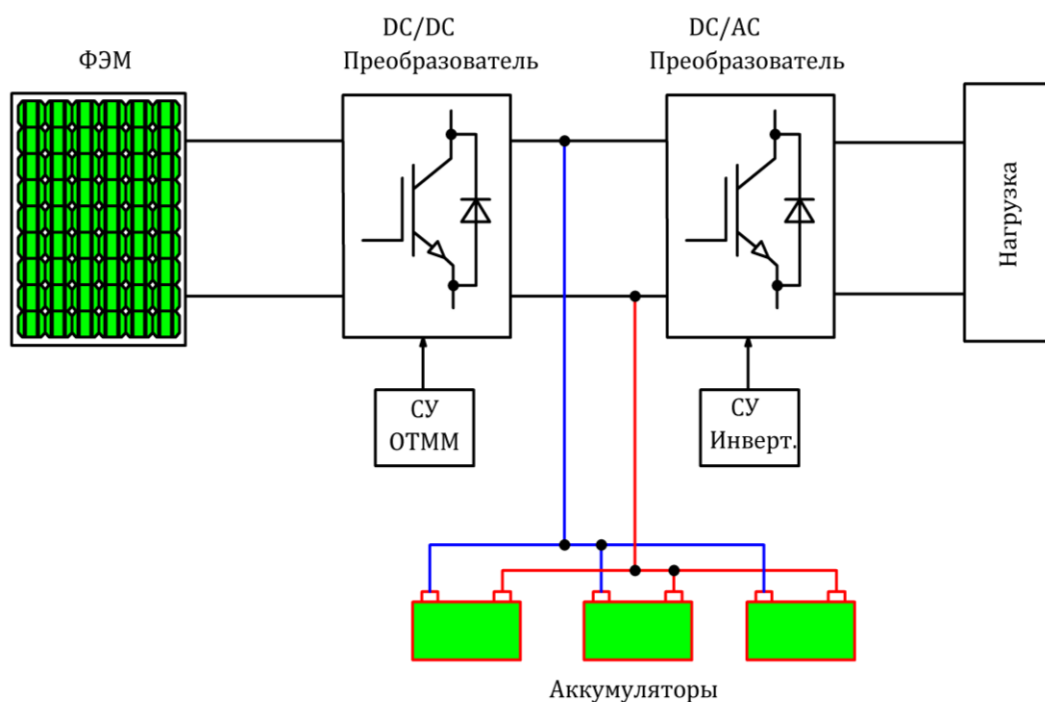 ФЭМ
DC/DC
Преобразователь
DC/AC
Преобразователь
Нагрузка
СУ
ОТММ
СУ
Инверт.
Аккумуляторы